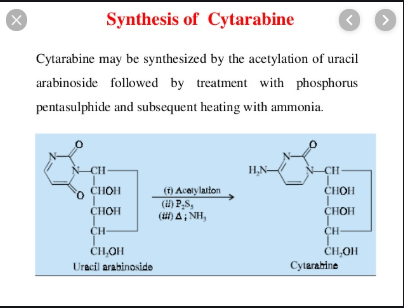 Synthesis of Cytarabine
Cytarabine may be synthesized by the acetylation of uracil
arabinoside followed by treatment with phosphorus
pentasulphide and subsequent heating with ammonia.
O
N
N—CH
O
CHOH
CHOH
CH
CH₂OH
Uracil arabinoside
(i) Acetylation
(ii) P₂S₅
(iii) Δ ; NH₃
O
H₂N
N
N—CH
CHOH
CHOH
CH
CH₂OH
Cytarabine